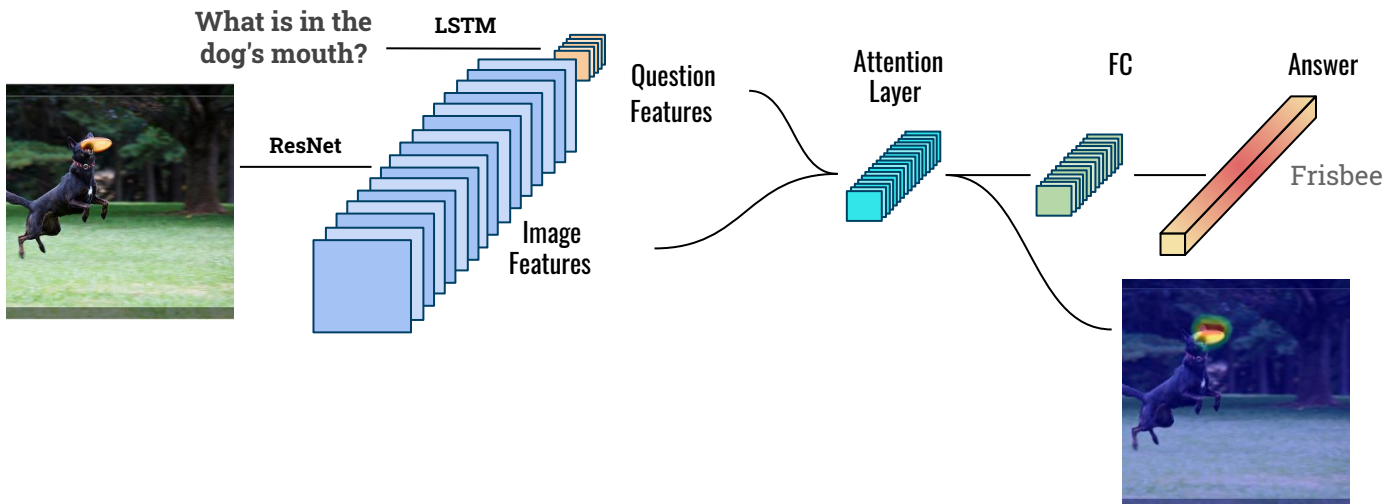 What is in the
dog's mouth?
LSTM
ResNet
Question
Features
Image
Features
Attention
Layer
FC
Answer
Frisbee